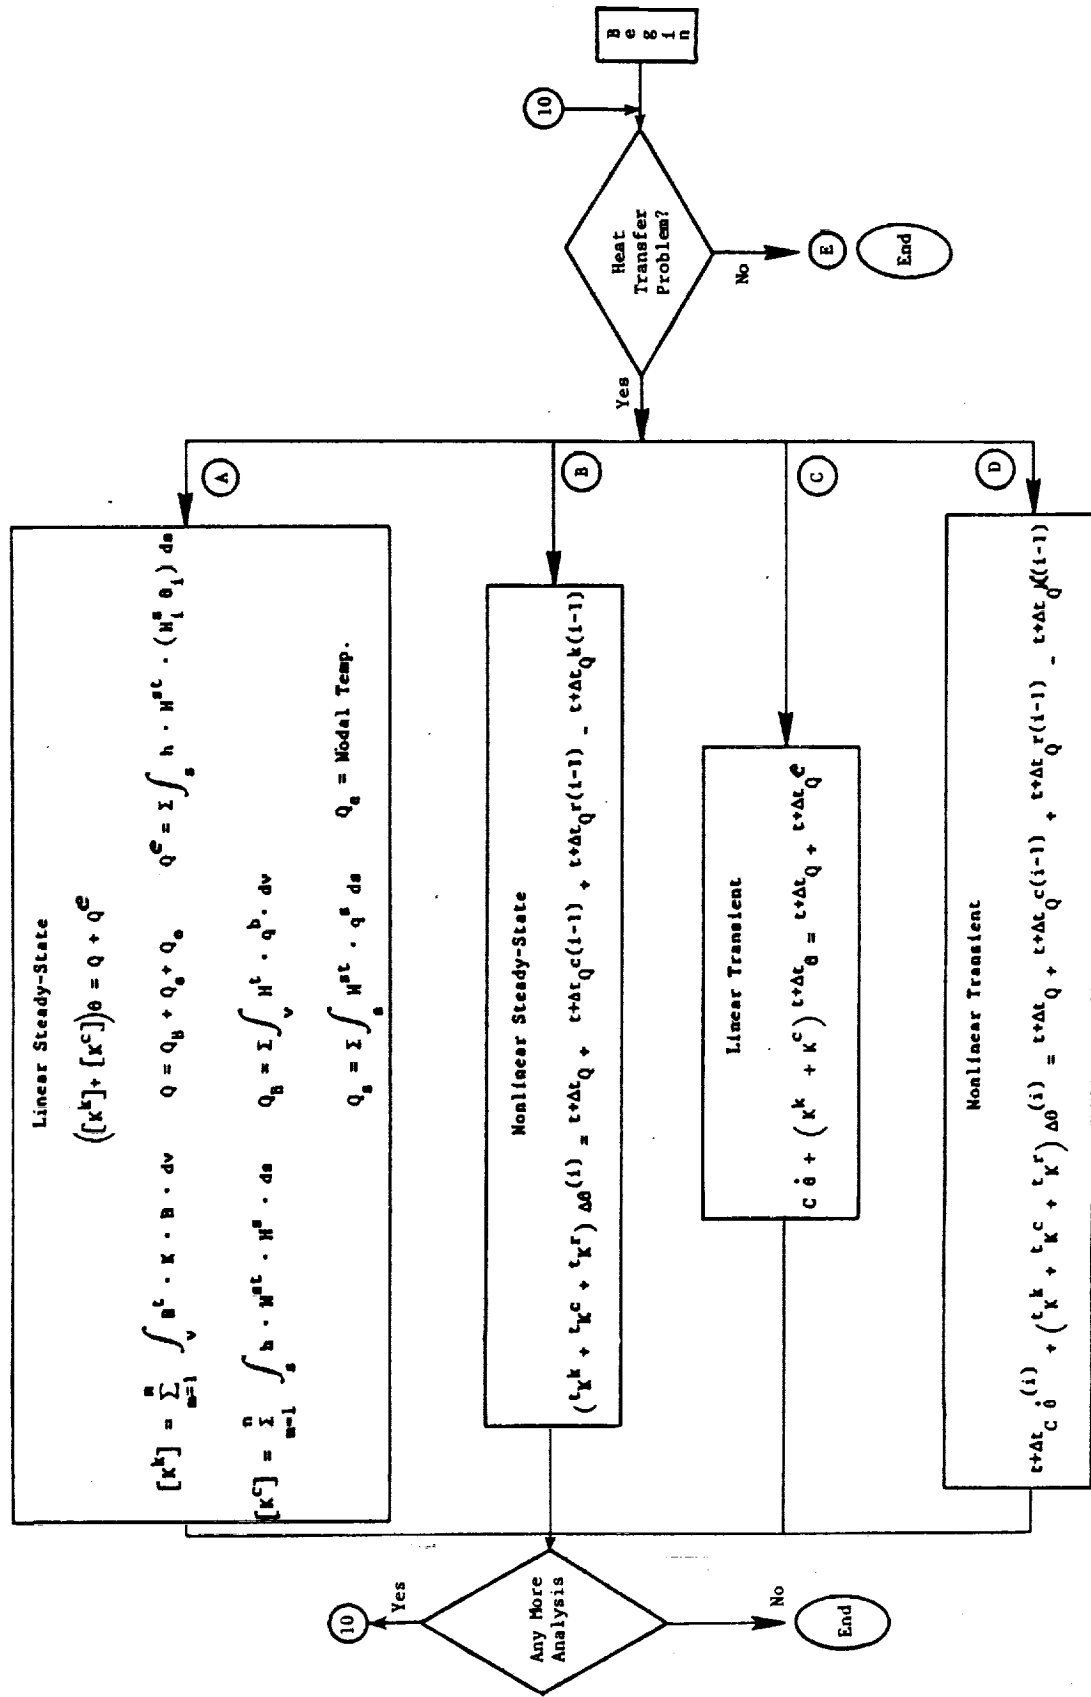 B
e
g
i
n
10
Heat
Transfer
Problem?
No
E
End
Yes
A
Linear Steady-State
([K^k] + [K^c])θ = Q + Q^e
[K^k] = Σ_{m=1}^{n} ∫_v B^t · K · B · dv    Q = Q_B + Q_s + Q_e    Q^e = Σ ∫_s h · H^{st} · (H_i^s θ_i) ds
[K^c] = Σ_{m=1}^{n} ∫_s h · H^{st} · H^s · ds    Q_B = Σ ∫_v H^t · q^b · dv
Q_s = Σ ∫_s H^{st} · q^s ds    Q_e = Nodal Temp.
B
Nonlinear Steady-State
(^tK^k + ^tK^c + ^tK^r) Δθ^(i) = ^{t+Δt}Q + ^{t+Δt}Q^{c(i-1)} + ^{t+Δt}Q^{r(i-1)} - ^{t+Δt}Q^{k(i-1)}
C
Linear Transient
C θ̇ + (K^k + K^c) ^{t+Δt}θ = ^{t+Δt}Q + ^{t+Δt}Q^e
D
Nonlinear Transient
^{t+Δt}C θ̇^(i) + (^tK^k + ^tK^c + ^tK^r) Δθ^(i) = ^{t+Δt}Q + ^{t+Δt}Q^{c(i-1)} + ^{t+Δt}Q^{r(i-1)} - ^{t+Δt}Q^{K(i-1)}
Any More
Analysis
Yes
10
No
End